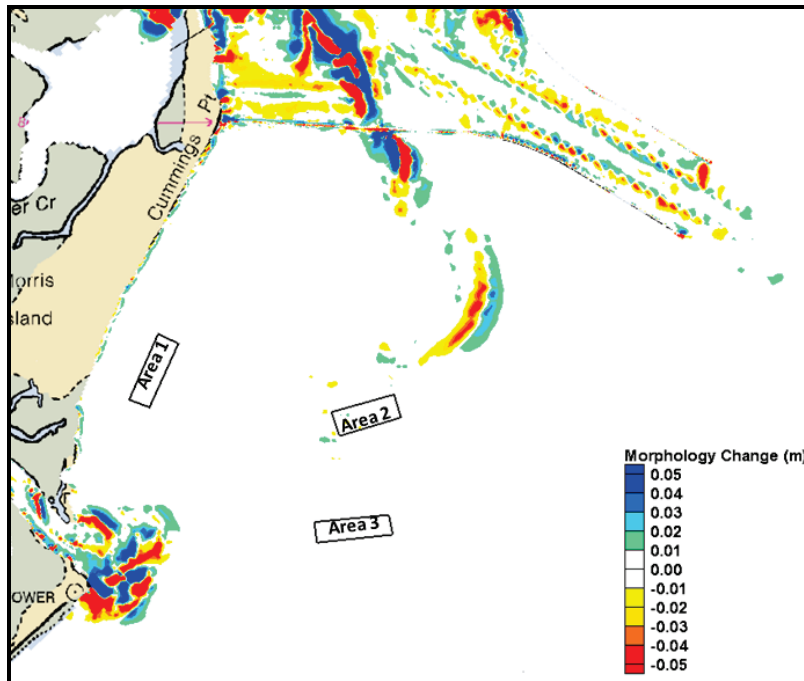 8
Cummings Pt
er Cr
orris
sland
Area 1
Area 2
Area 3
OWER
Morphology Change (m)
0.05
0.04
0.03
0.02
0.01
0.00
-0.01
-0.02
-0.03
-0.04
-0.05